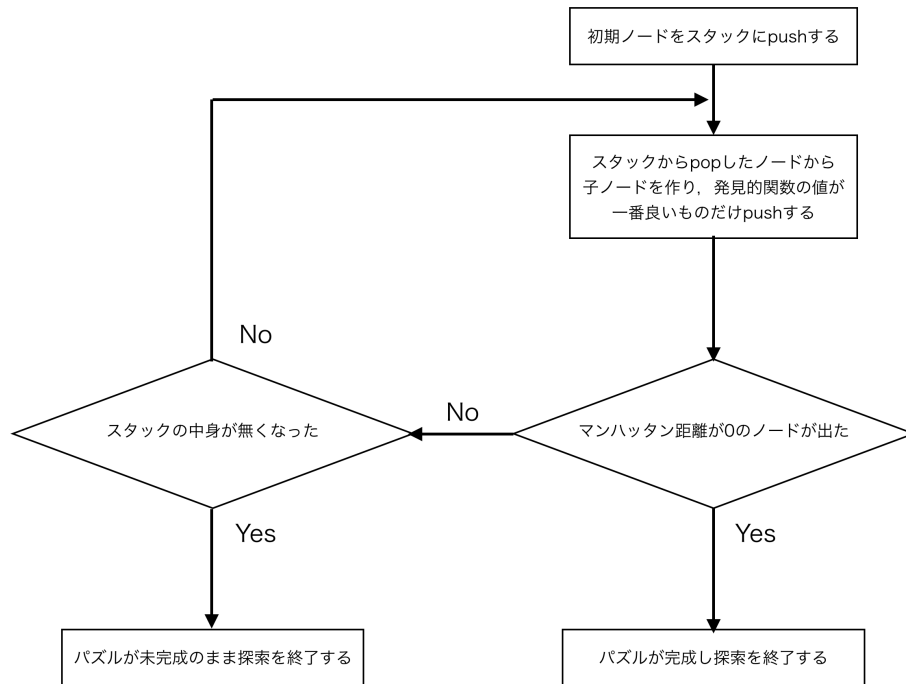 初期ノードをスタックにpushする
スタックからpopしたノードから
子ノードを作り，発見的関数の値が
一番良いものだけpushする
No
No
スタックの中身が無くなった
マンハッタン距離が0のノードが出た
Yes
Yes
パズルが未完成のまま探索を終了する
パズルが完成し探索を終了する